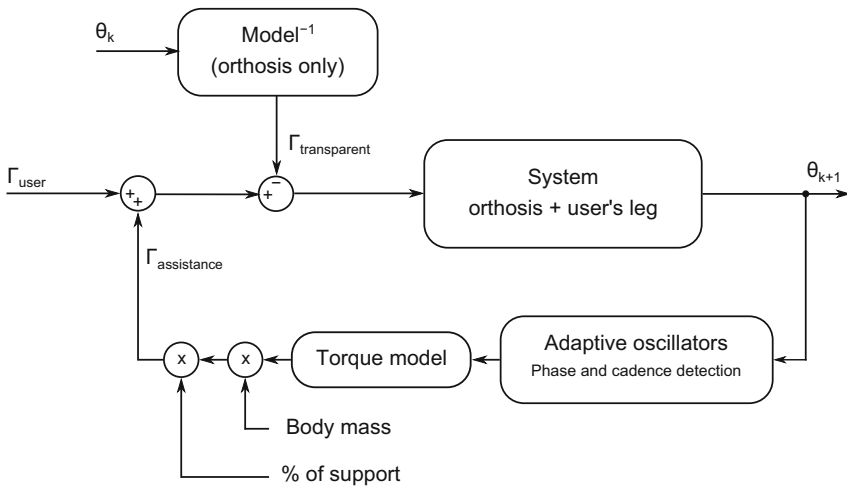 θk
Model⁻¹
(orthosis only)
Γtransparent
θk+1
Γuser
+
+
+
−
System
orthosis + user's leg
Γassistance
x
x
Torque model
Adaptive oscillators
Phase and cadence detection
Body mass
% of support